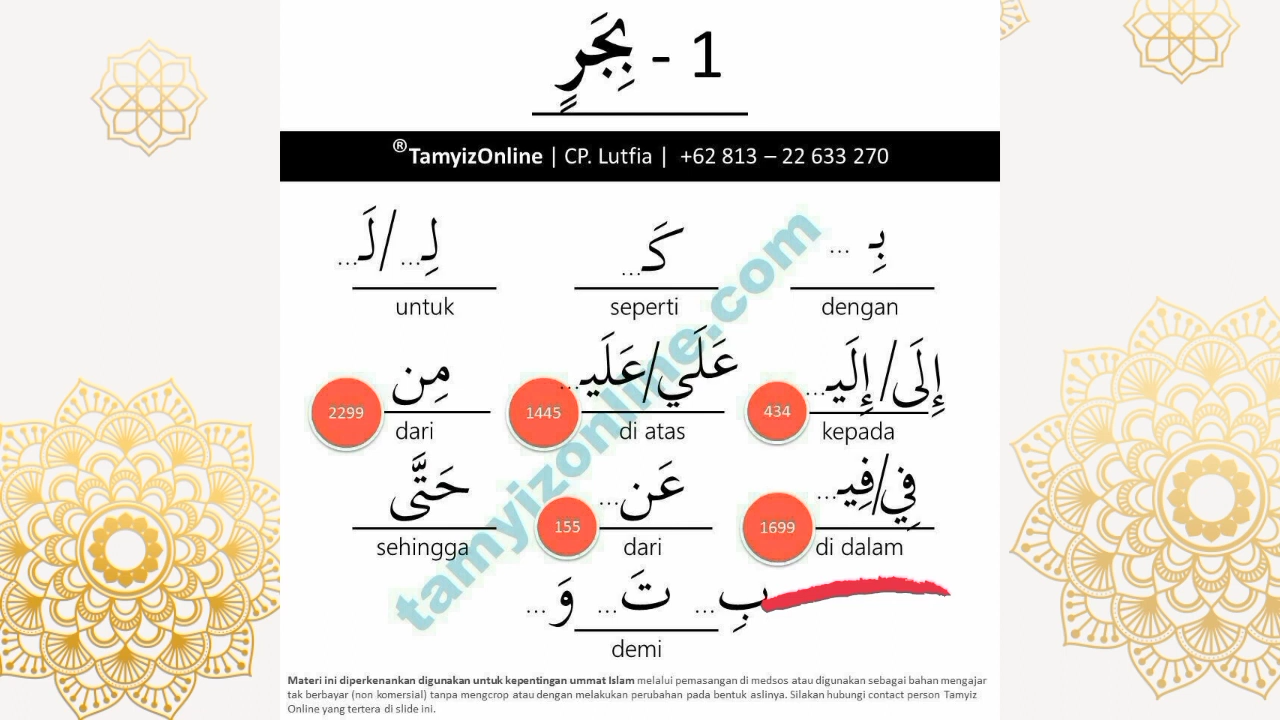 1 - بِجَرٍ
®TamyizOnline | CP. Lutfia | +62 813 – 22 633 270
بِـ ... كَـ... لِـ.../لَـ...
dengan seperti untuk
إِلَى/إِلَيـ... عَلَي/عَلَيـ... مِن
434 1445 2299
kepada di atas dari
فِي/فِيـ... عَن... حَتَّى
1699 155
di dalam dari sehingga
بِـ... تَـ... وَ...
demi
tamyizonline.com
Materi ini diperkenankan digunakan untuk kepentingan ummat Islam melalui pemasangan di medsos atau digunakan sebagai bahan mengajar
tak berbayar (non komersial) tanpa mengcrop atau dengan melakukan perubahan pada bentuk aslinya. Silakan hubungi contact person Tamyiz
Online yang tertera di slide ini.